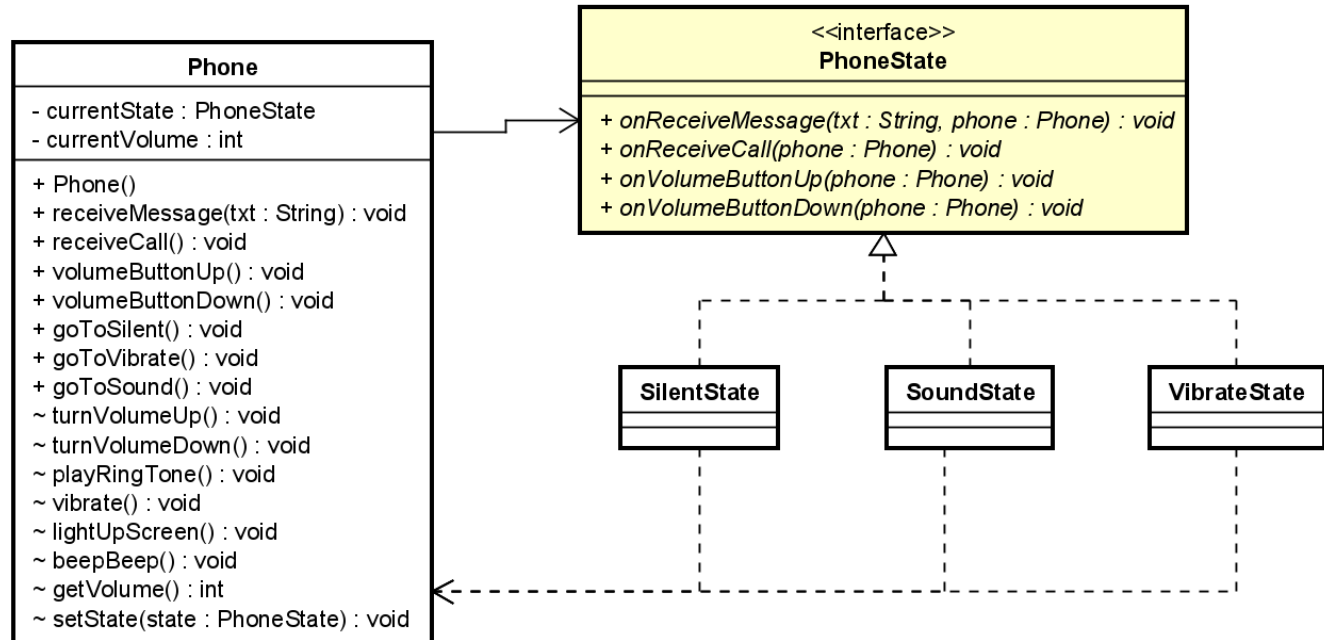 Phone
- currentState : PhoneState
- currentVolume : int
+ Phone()
+ receiveMessage(txt : String) : void
+ receiveCall() : void
+ volumeButtonUp() : void
+ volumeButtonDown() : void
+ goToSilent() : void
+ goToVibrate() : void
+ goToSound() : void
~ turnVolumeUp() : void
~ turnVolumeDown() : void
~ playRingTone() : void
~ vibrate() : void
~ lightUpScreen() : void
~ beepBeep() : void
~ getVolume() : int
~ setState(state : PhoneState) : void
<<interface>>
PhoneState
+ onReceiveMessage(txt : String, phone : Phone) : void
+ onReceiveCall(phone : Phone) : void
+ onVolumeButtonUp(phone : Phone) : void
+ onVolumeButtonDown(phone : Phone) : void
SilentState
SoundState
VibrateState